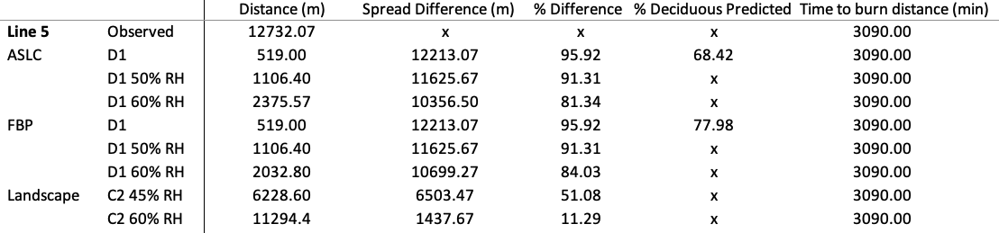 Distance (m) Spread Difference (m) % Difference % Deciduous Predicted Time to burn distance (min)
Line 5 Observed 12732.07 x x x 3090.00
ASLC D1 519.00 12213.07 95.92 68.42 3090.00
D1 50% RH 1106.40 11625.67 91.31 x 3090.00
D1 60% RH 2375.57 10356.50 81.34 x 3090.00
FBP D1 519.00 12213.07 95.92 77.98 3090.00
D1 50% RH 1106.40 11625.67 91.31 x 3090.00
D1 60% RH 2032.80 10699.27 84.03 x 3090.00
Landscape C2 45% RH 6228.60 6503.47 51.08 x 3090.00
C2 60% RH 11294.4 1437.67 11.29 x 3090.00